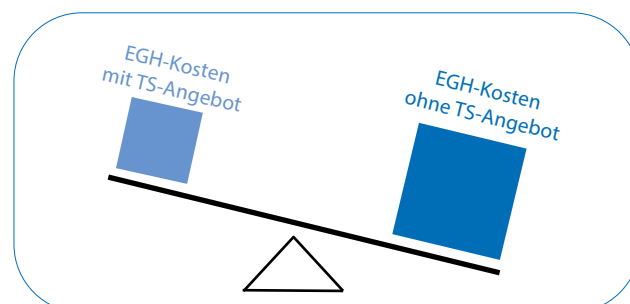 EGH-Kosten
mit TS-Angebot
EGH-Kosten
ohne TS-Angebot